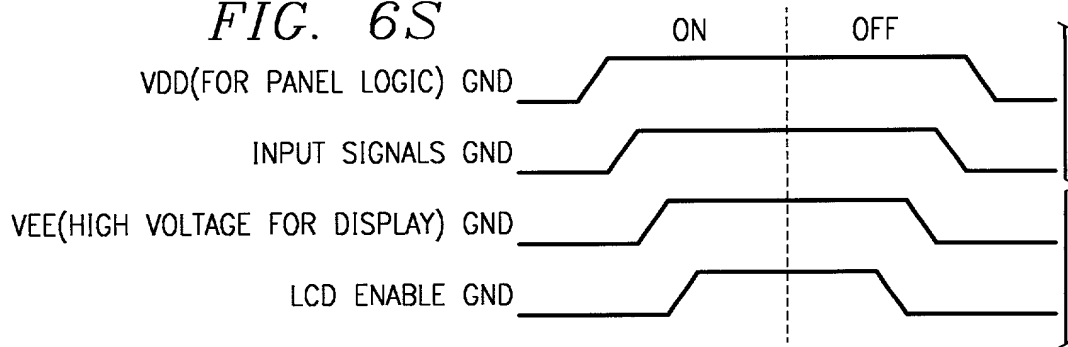 FIG. 6S
ON OFF
VDD(FOR PANEL LOGIC) GND
INPUT SIGNALS GND
VEE(HIGH VOLTAGE FOR DISPLAY) GND
LCD ENABLE GND